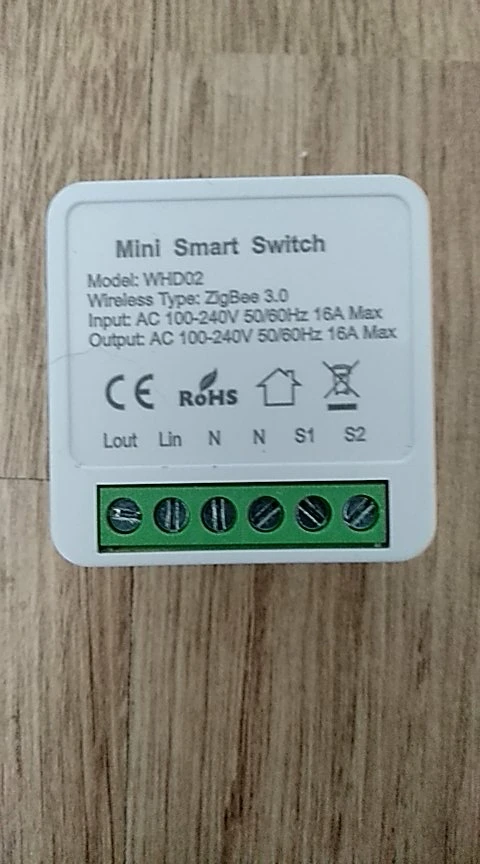 Mini Smart Switch
Model: WHD02
Wireless Type: ZigBee 3.0
Input: AC 100-240V 50/60Hz 16A Max
Output: AC 100-240V 50/60Hz 16A Max
CE RoHS
Lout Lin N N S1 S2